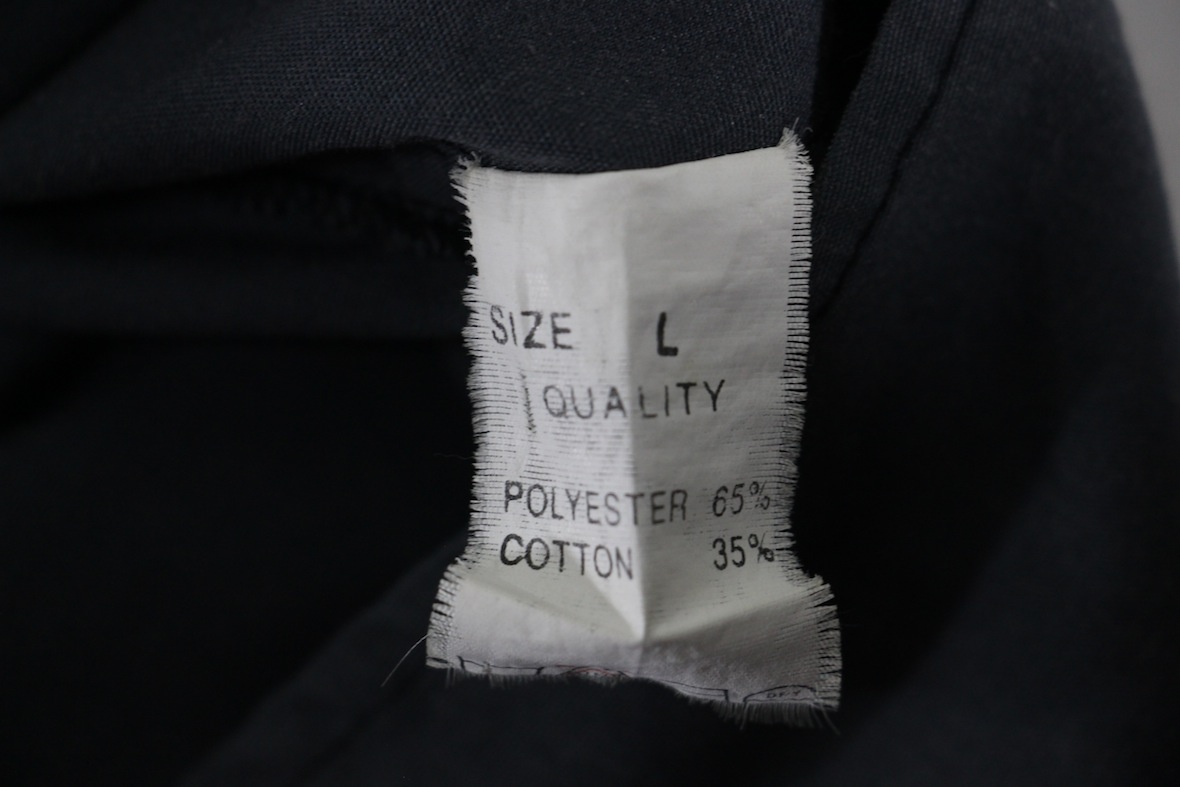 SIZE L
QUALITY
POLYESTER 65%
COTTON 35%